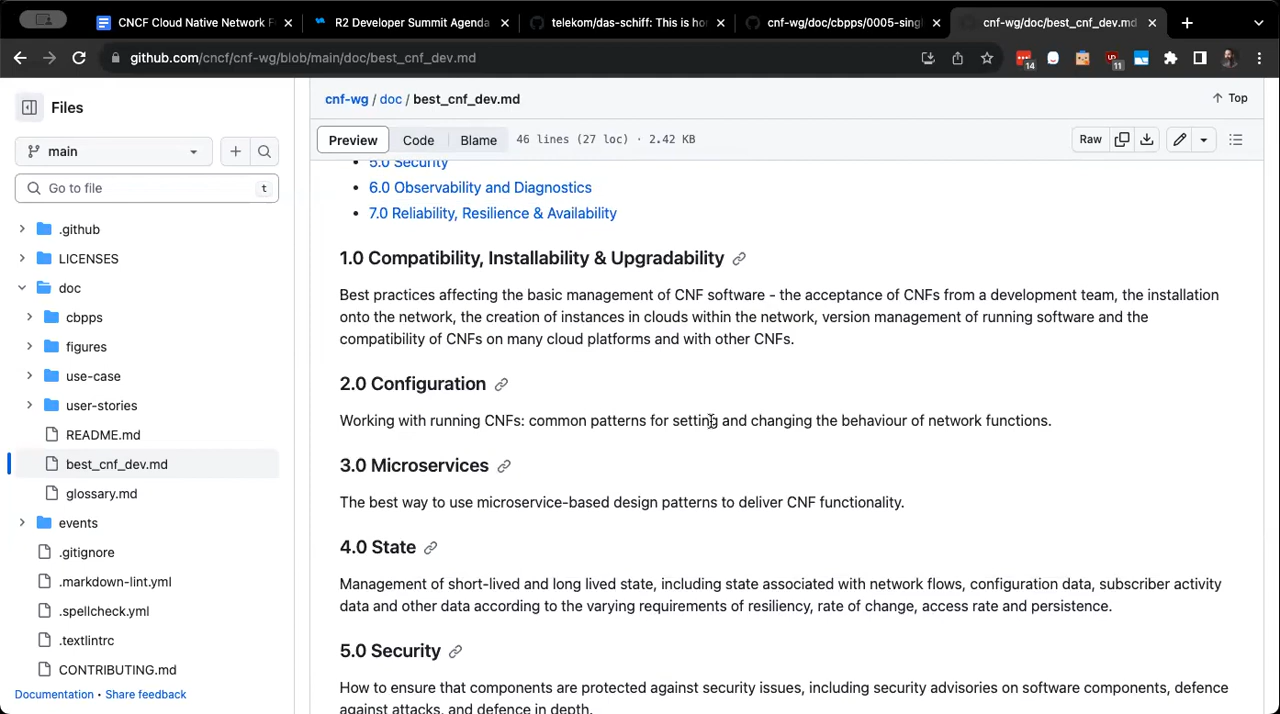 CNCF Cloud Native Network F
R2 Developer Summit Agenda
telekom/das-schiff: This is ho
cnf-wg/doc/cbpps/0005-singl
cnf-wg/doc/best_cnf_dev.md
github.com/cncf/cnf-wg/blob/main/doc/best_cnf_dev.md
14
11
Files
main
Go to file
t
.github
LICENSES
doc
cbpps
figures
use-case
user-stories
README.md
best_cnf_dev.md
glossary.md
events
.gitignore
.markdown-lint.yml
.spellcheck.yml
.textlintrc
CONTRIBUTING.md
Documentation • Share feedback
cnf-wg / doc / best_cnf_dev.md
Top
Preview
Code
Blame
46 lines (27 loc) · 2.42 KB
Raw
5.0 Security
6.0 Observability and Diagnostics
7.0 Reliability, Resilience & Availability
1.0 Compatibility, Installability & Upgradability
Best practices affecting the basic management of CNF software - the acceptance of CNFs from a development team, the installation
onto the network, the creation of instances in clouds within the network, version management of running software and the
compatibility of CNFs on many cloud platforms and with other CNFs.
2.0 Configuration
Working with running CNFs: common patterns for setting and changing the behaviour of network functions.
3.0 Microservices
The best way to use microservice-based design patterns to deliver CNF functionality.
4.0 State
Management of short-lived and long lived state, including state associated with network flows, configuration data, subscriber activity
data and other data according to the varying requirements of resiliency, rate of change, access rate and persistence.
5.0 Security
How to ensure that components are protected against security issues, including security advisories on software components, defence
against attacks, and defence in depth.